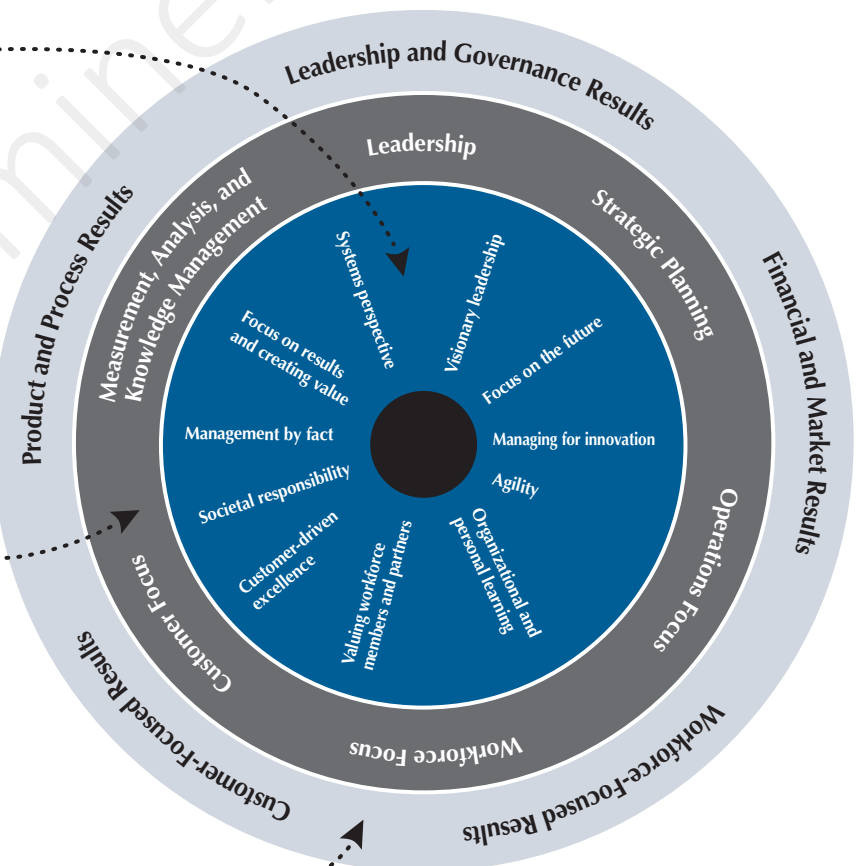 Leadership and Governance Results
Financial and Market Results
Workforce-Focused Results
Customer-Focused Results
Product and Process Results
Leadership
Strategic Planning
Operations Focus
Workforce Focus
Customer Focus
Measurement, Analysis, and
Knowledge Management
Systems perspective
Visionary leadership
Focus on the future
Managing for innovation
Agility
Organizational and
personal learning
Valuing workforce
members and partners
Customer-driven
excellence
Societal responsibility
Management by fact
Focus on results
and creating value